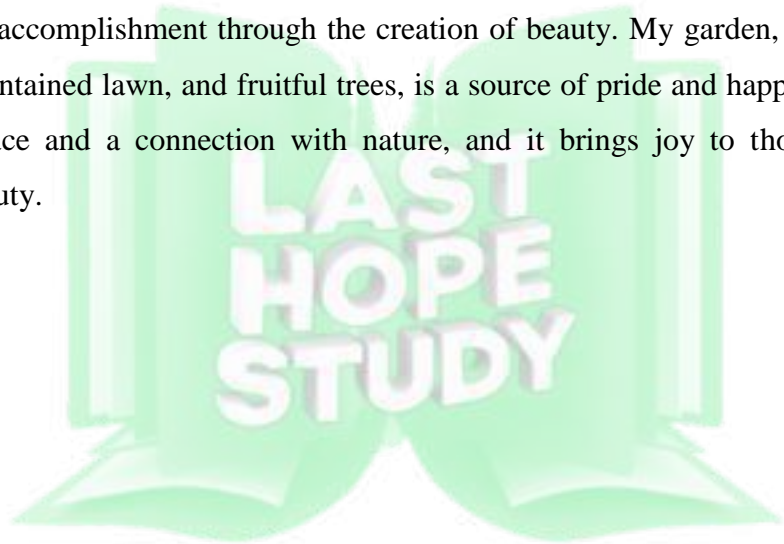 accomplishment through the creation of beauty. My garden,
ntained lawn, and fruitful trees, is a source of pride and happ
ce and a connection with nature, and it brings joy to tho
uty.
LAST
HOPE
STUDY